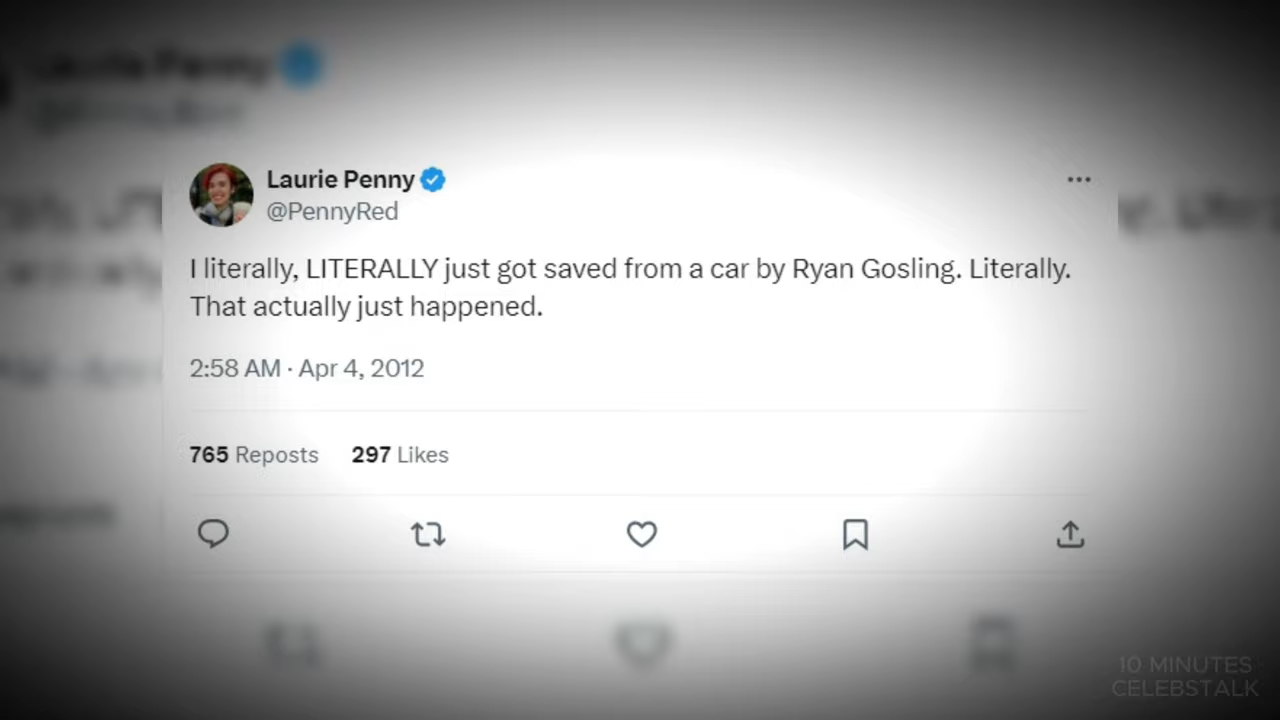 Laurie Penny
@PennyRed
I literally, LITERALLY just got saved from a car by Ryan Gosling. Literally.
That actually just happened.
2:58 AM · Apr 4, 2012
765 Reposts 297 Likes
10 MINUTES
CELEBSTALK